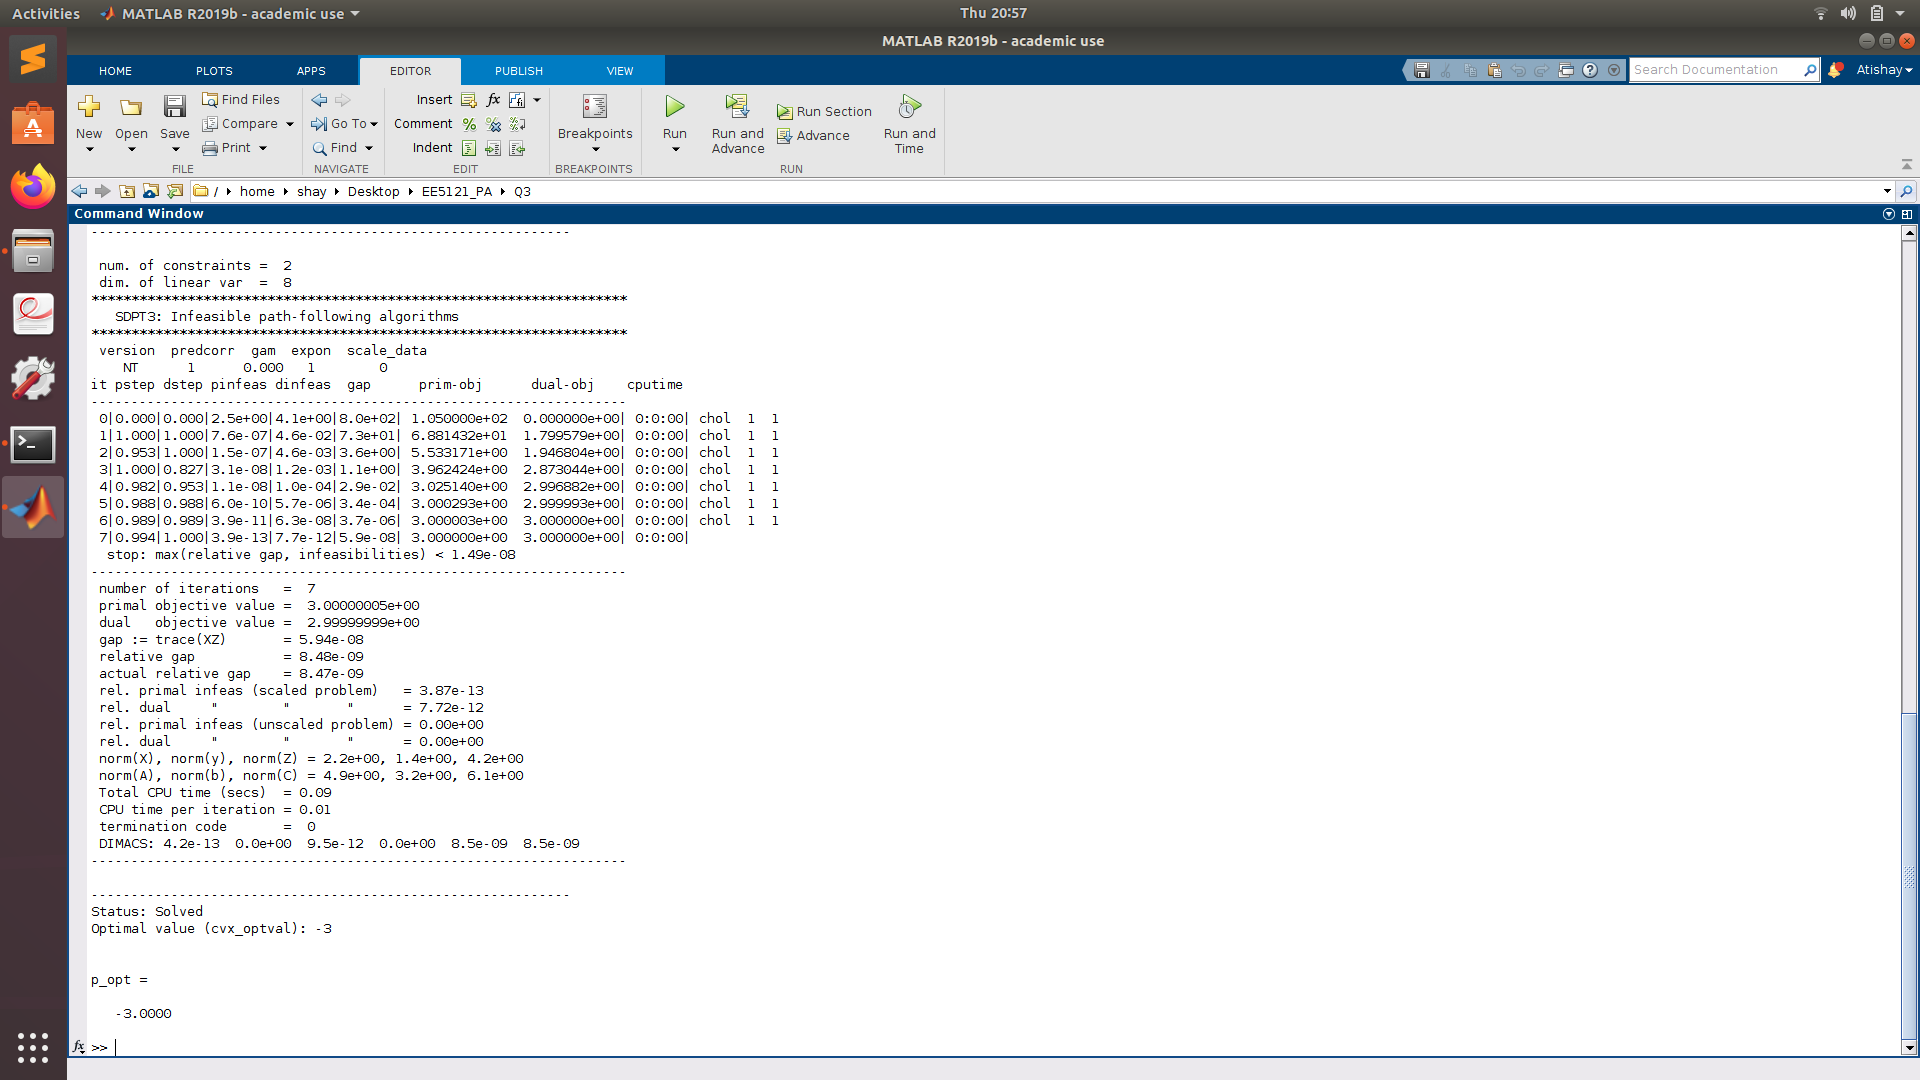 Activities MATLAB R2019b - academic use Thu 20:57
MATLAB R2019b - academic use
HOME PLOTS APPS EDITOR PUBLISH VIEW Search Documentation Atishay
New Open Save Find Files Compare Print
FILE
Go To Find
NAVIGATE
Insert fx
Comment
Indent
EDIT
Breakpoints
BREAKPOINTS
Run Run and Advance Run Section Advance Run and Time
RUN
/ home shay Desktop EE5121_PA Q3
Command Window
------------------------------------------------------------
num. of constraints = 2
dim. of linear var = 8
*******************************************************************
SDPT3: Infeasible path-following algorithms
*******************************************************************
version predcorr gam expon scale_data
NT 1 0.000 1 0
it pstep dstep pinfeas dinfeas gap prim-obj dual-obj cputime
-------------------------------------------------------------------
0|0.000|0.000|2.5e+00|4.1e+00|8.0e+02| 1.050000e+02 0.000000e+00| 0:0:00| chol 1 1
1|1.000|1.000|7.6e-07|4.6e-02|7.3e+01| 6.881432e+01 1.799579e+00| 0:0:00| chol 1 1
2|0.953|1.000|1.5e-07|4.6e-03|3.6e+00| 5.533171e+00 1.946804e+00| 0:0:00| chol 1 1
3|1.000|0.827|3.1e-08|1.2e-03|1.1e+00| 3.962424e+00 2.873044e+00| 0:0:00| chol 1 1
4|0.982|0.953|1.1e-08|1.0e-04|2.9e-02| 3.025140e+00 2.996882e+00| 0:0:00| chol 1 1
5|0.988|0.988|6.0e-10|5.7e-06|3.4e-04| 3.000293e+00 2.999993e+00| 0:0:00| chol 1 1
6|0.989|0.989|3.9e-11|6.3e-08|3.7e-06| 3.000003e+00 3.000000e+00| 0:0:00| chol 1 1
7|0.994|1.000|3.9e-13|7.7e-12|5.9e-08| 3.000000e+00 3.000000e+00| 0:0:00|
stop: max(relative gap, infeasibilities) < 1.49e-08
-------------------------------------------------------------------
number of iterations = 7
primal objective value = 3.00000005e+00
dual objective value = 2.99999999e+00
gap := trace(XZ) = 5.94e-08
relative gap = 8.48e-09
actual relative gap = 8.47e-09
rel. primal infeas (scaled problem) = 3.87e-13
rel. dual " " " = 7.72e-12
rel. primal infeas (unscaled problem) = 0.00e+00
rel. dual " " " = 0.00e+00
norm(X), norm(y), norm(Z) = 2.2e+00, 1.4e+00, 4.2e+00
norm(A), norm(b), norm(C) = 4.9e+00, 3.2e+00, 6.1e+00
Total CPU time (secs) = 0.09
CPU time per iteration = 0.01
termination code = 0
DIMACS: 4.2e-13 0.0e+00 9.5e-12 0.0e+00 8.5e-09 8.5e-09
-------------------------------------------------------------------
------------------------------------------------------------
Status: Solved
Optimal value (cvx_optval): -3
p_opt =
-3.0000
fx >>